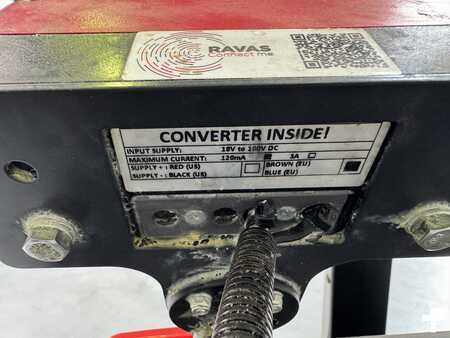 RAVAS
Connect me
CONVERTER INSIDE!
INPUT SUPPLY: 18V to 100V DC
MAXIMUM CURRENT: 120mA 3A
SUPPLY + : RED (US) BROWN (EU)
SUPPLY - : BLACK (US) BLUE (EU)